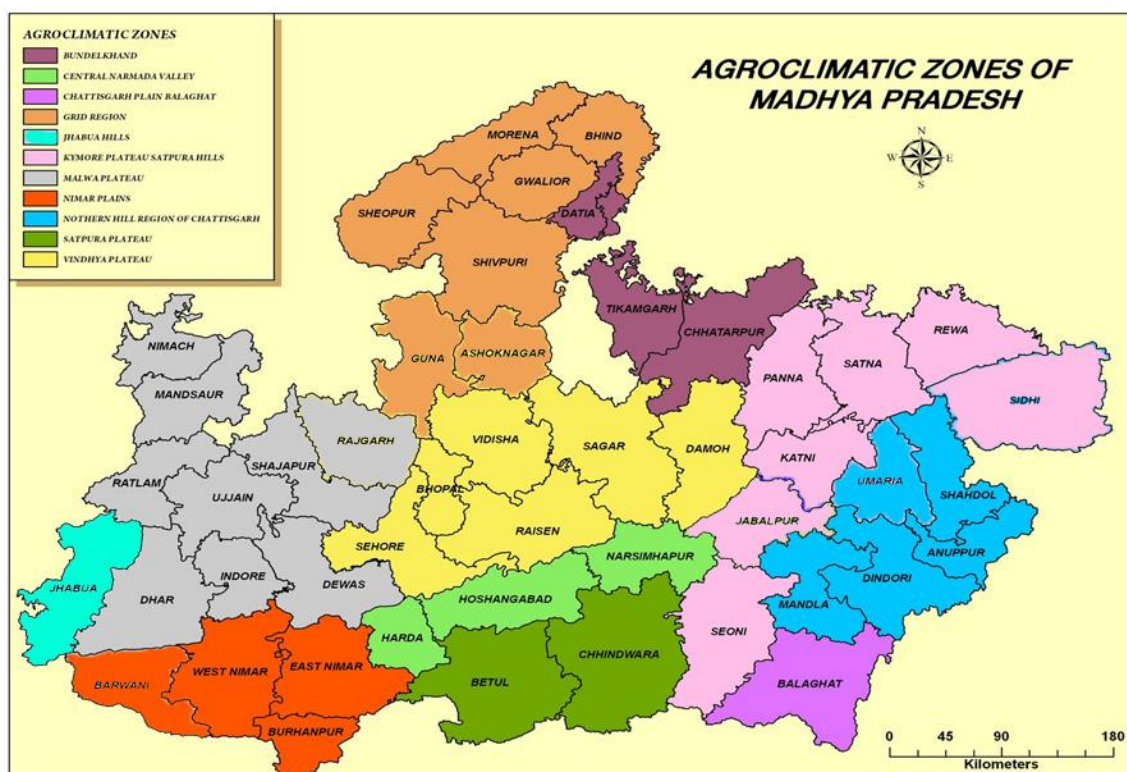 AGROCLIMATIC ZONES
BUNDELKHAND
CENTRAL NARMADA VALLEY
CHATTISGARH PLAIN BALAGHAT
GRID REGION
JHABUA HILLS
KYMORE PLATEAU SATPURA HILLS
MALWA PLATEAU
NIMAR PLAINS
NOTHERN HILL REGION OF CHATTISGARH
SATPURA PLATEAU
VINDHYA PLATEAU
AGROCLIMATIC ZONES OF
MADHYA PRADESH
N
W E
S
MORENA
BHIND
GWALIOR
SHEOPUR
DATIA
SHIVPURI
TIKAMGARH
CHHATARPUR
REWA
NIMACH
GUNA
ASHOKNAGAR
SATNA
PANNA
MANDSAUR
SIDHI
RAJGARH
VIDISHA
SAGAR
DAMOH
KATNI
SHAJAPUR
RATLAM
UJJAIN
BHOPAL
UMARIA
SHAHDOL
JABALPUR
RAISEN
SEHORE
ANUPPUR
NARSIMHAPUR
INDORE
DEWAS
DINDORI
JHABUA
DHAR
HOSHANGABAD
MANDLA
HARDA
SEONI
CHHINDWARA
WEST NIMAR
EAST NIMAR
BETUL
BARWANI
BALAGHAT
BURHANPUR
0 45 90 180
Kilometers